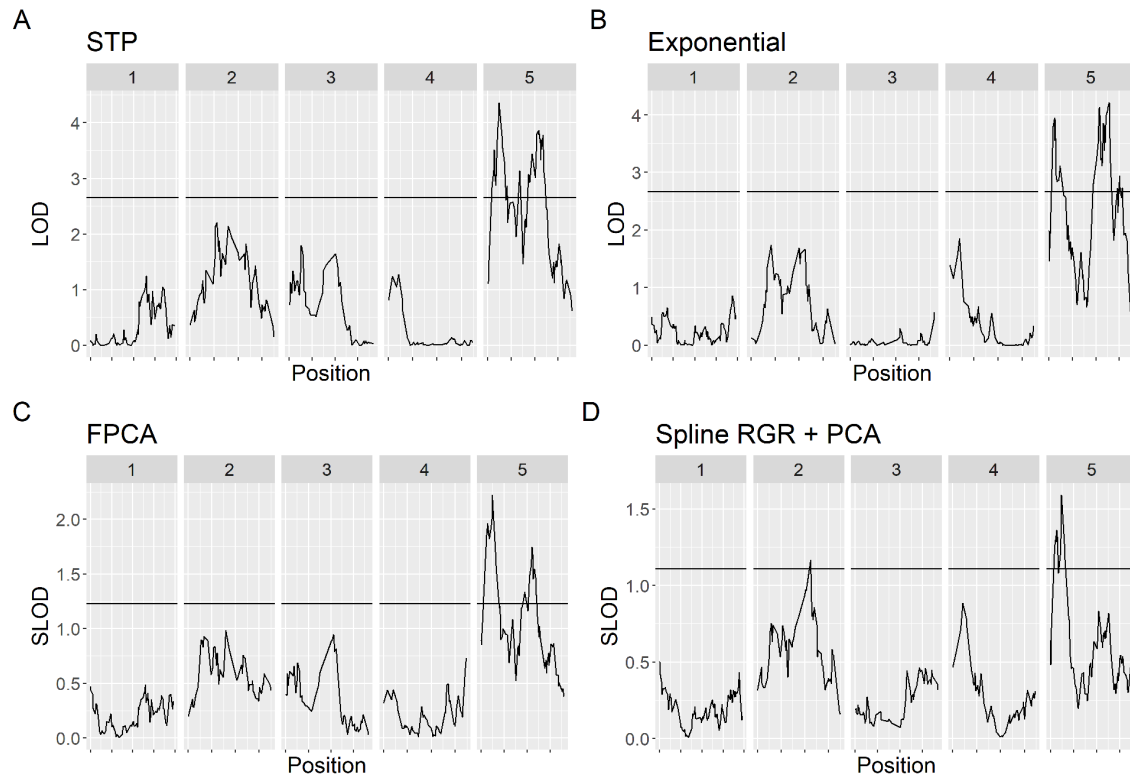 A
STP
1 2 3 4 5
4
3
2
1
0
LOD
Position
B
Exponential
1 2 3 4 5
4
3
2
1
0
LOD
Position
C
FPCA
1 2 3 4 5
2.0
1.5
1.0
0.5
0.0
SLOD
Position
D
Spline RGR + PCA
1 2 3 4 5
1.5
1.0
0.5
0.0
SLOD
Position